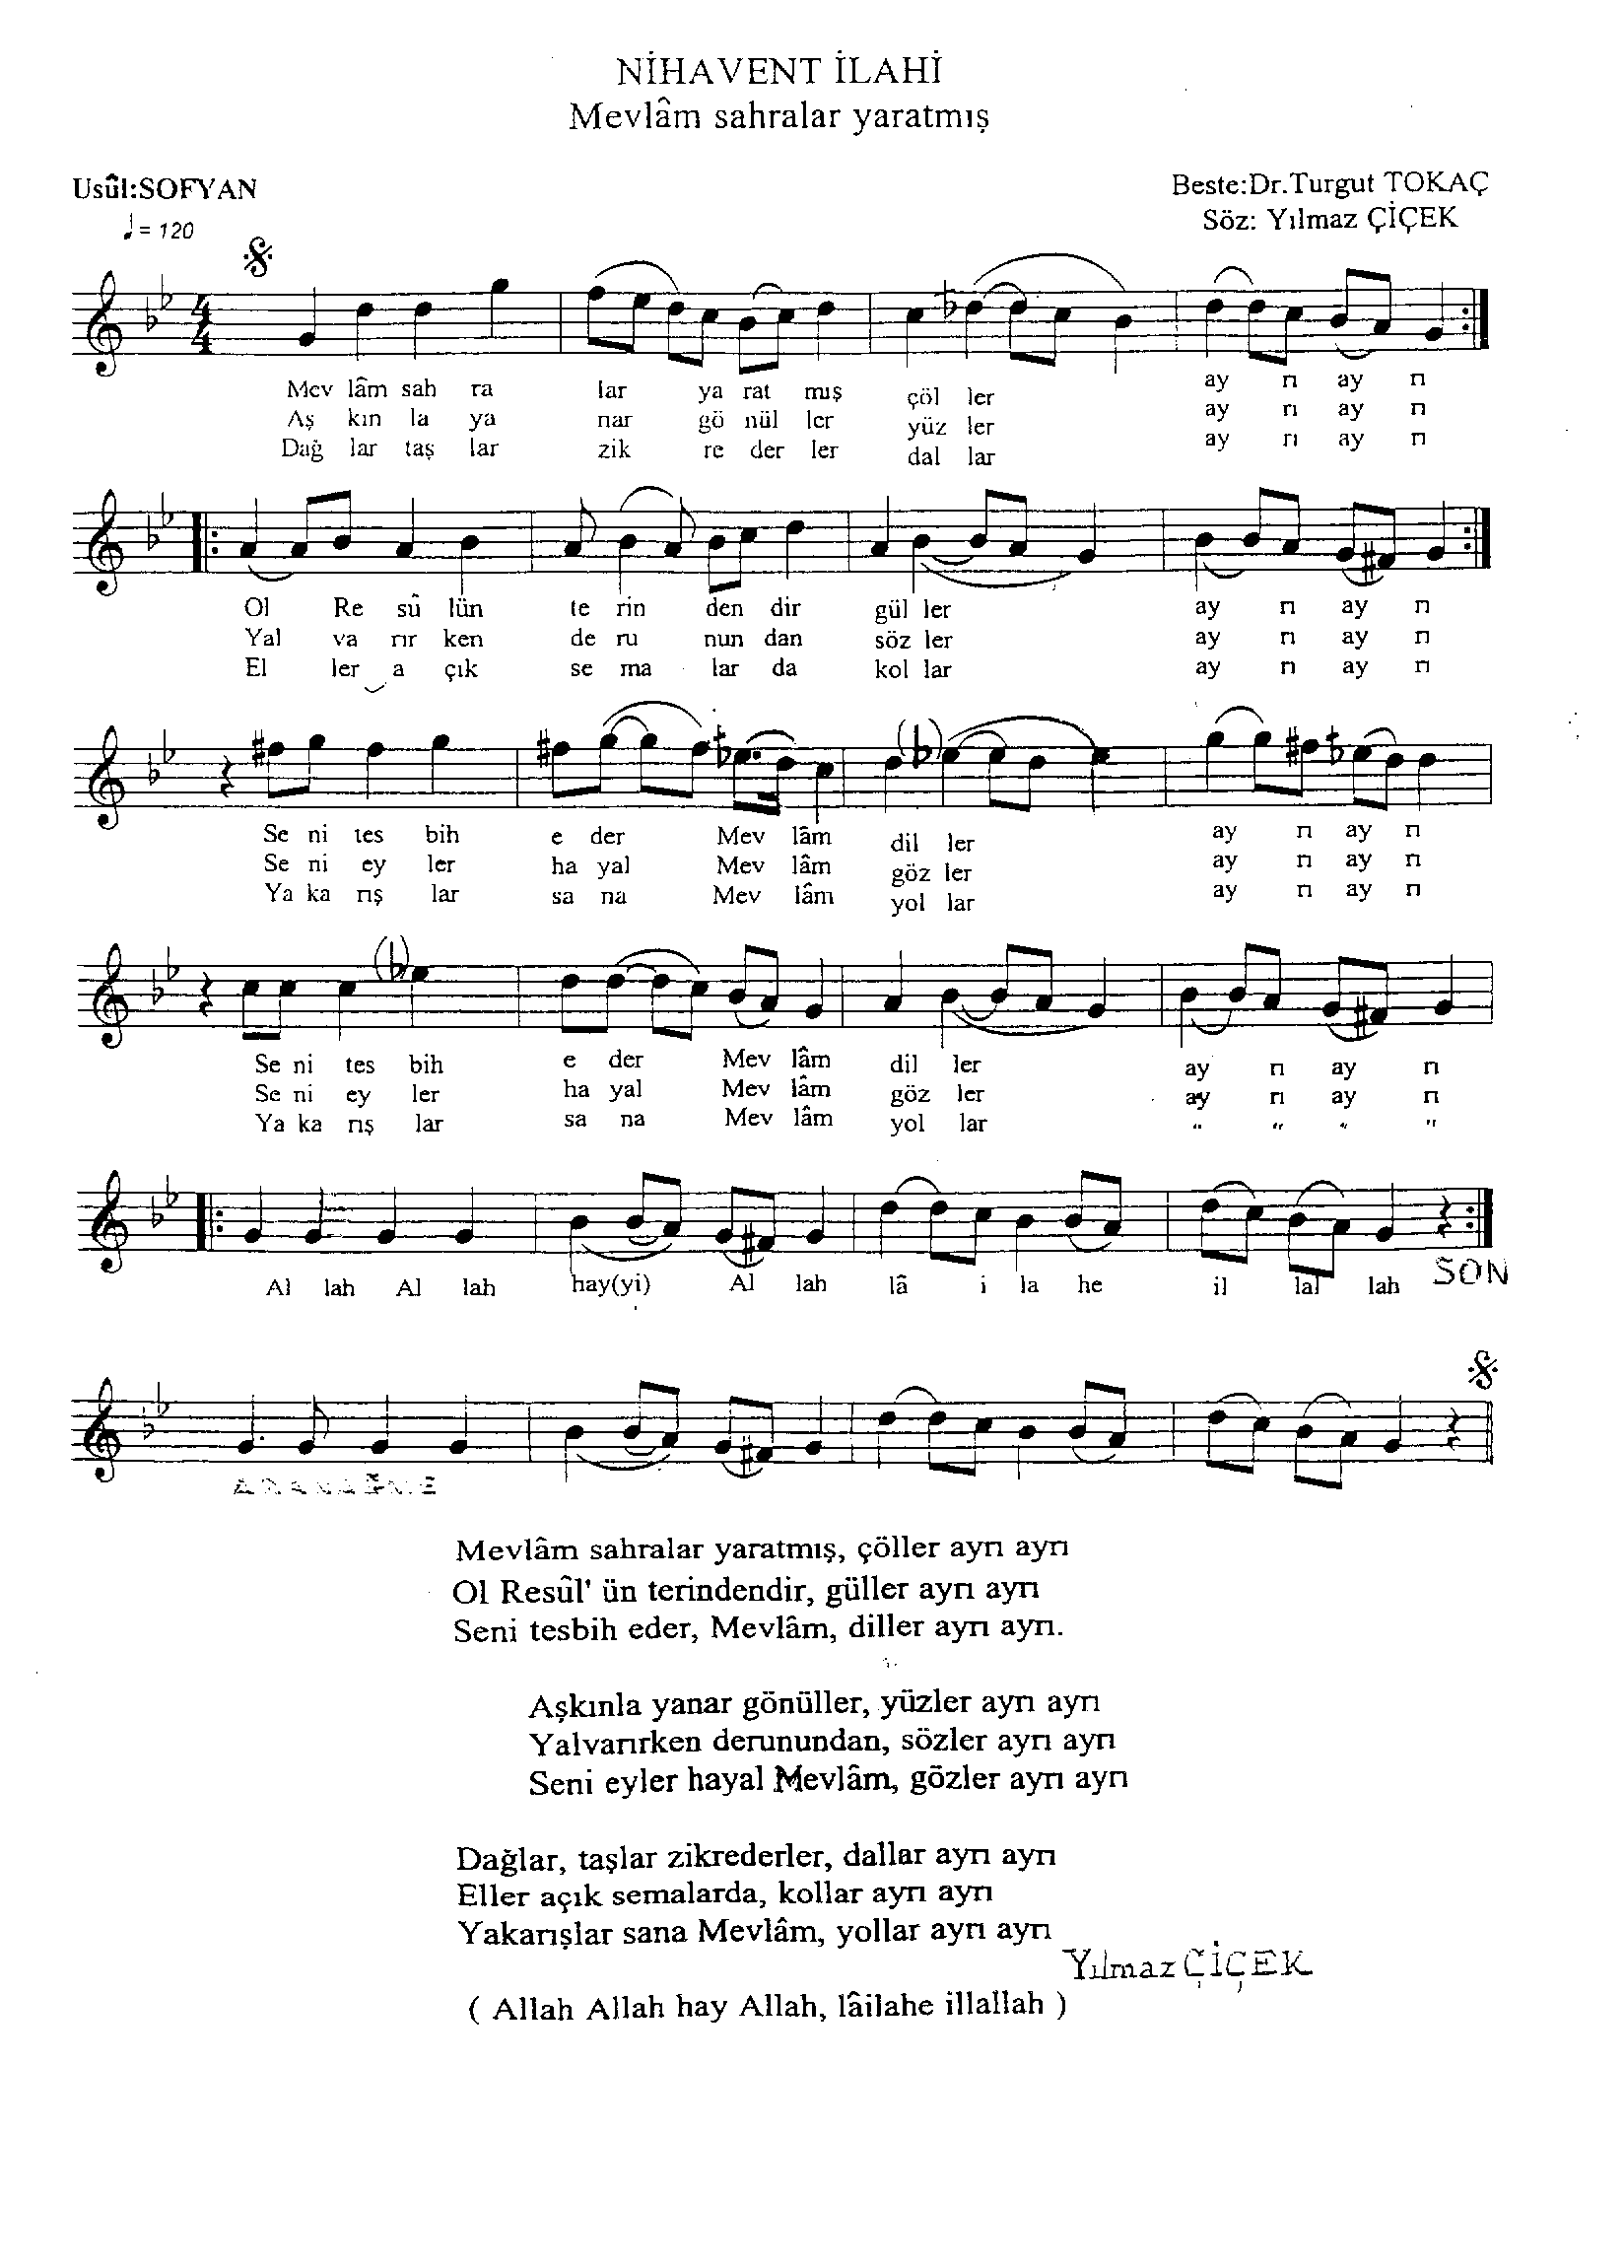 NİHAVENT İLAHİ
Mevlâm sahralar yaratmış
Usûl:SOFYAN
Beste:Dr.Turgut TOKAÇ
= 120
Söz: Yılmaz ÇİÇEK
4
4
Mev lâm sah ra lar ya rat mış çöl ler ay rı ay rı
Aş kın la ya nar gö nül ler yüz ler ay rı ay rı
Dağ lar taş lar zik re der ler dal lar ay rı ay rı
Ol Re sû lün te rin den dir gül ler ay rı ay rı
Yal va rır ken de ru nun dan söz ler ay rı ay rı
El ler a çık se ma lar da kol lar ay rı ay rı
Se ni tes bih e der Mev lâm dil ler ay rı ay rı
Se ni ey ler ha yal Mev lâm göz ler ay rı ay rı
Ya ka rış lar sa na Mev lâm yol lar ay rı ay rı
Se ni tes bih e der Mev lâm dil ler ay rı ay rı
Se ni ey ler ha yal Mev lâm göz ler ay rı ay rı
Ya ka rış lar sa na Mev lâm yol lar " " " "
Al lah Al lah hay(yi) Al lah lâ i la he il lal lah SON
ARANAĞME
Mevlâm sahralar yaratmış, çöller ayrı ayrı
Ol Resûl' ün terindendir, güller ayrı ayrı
Seni tesbih eder, Mevlâm, diller ayrı ayrı.
Aşkınla yanar gönüller, yüzler ayrı ayrı
Yalvarırken derunundan, sözler ayrı ayrı
Seni eyler hayal Mevlâm, gözler ayrı ayrı
Dağlar, taşlar zikrederler, dallar ayrı ayrı
Eller açık semalarda, kollar ayrı ayrı
Yakarışlar sana Mevlâm, yollar ayrı ayrı
Yılmaz ÇİÇEK
( Allah Allah hay Allah, lâilahe illallah )